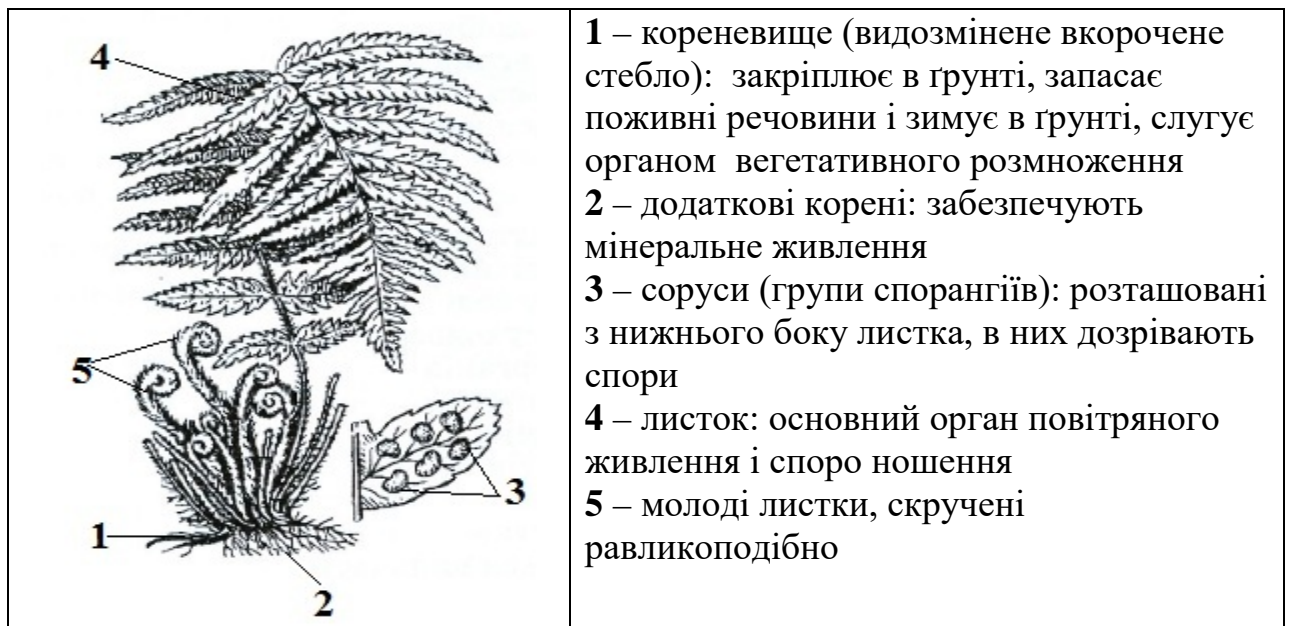 4
5
1
2
3
1 – кореневище (видозмінене вкорочене
стебло): закріплює в ґрунті, запасає
поживні речовини і зимує в ґрунті, слугує
органом вегетативного розмноження
2 – додаткові корені: забезпечують
мінеральне живлення
3 – соруси (групи спорангіїв): розташовані
з нижнього боку листка, в них дозрівають
спори
4 – листок: основний орган повітряного
живлення і споро ношення
5 – молоді листки, скручені
равликоподібно